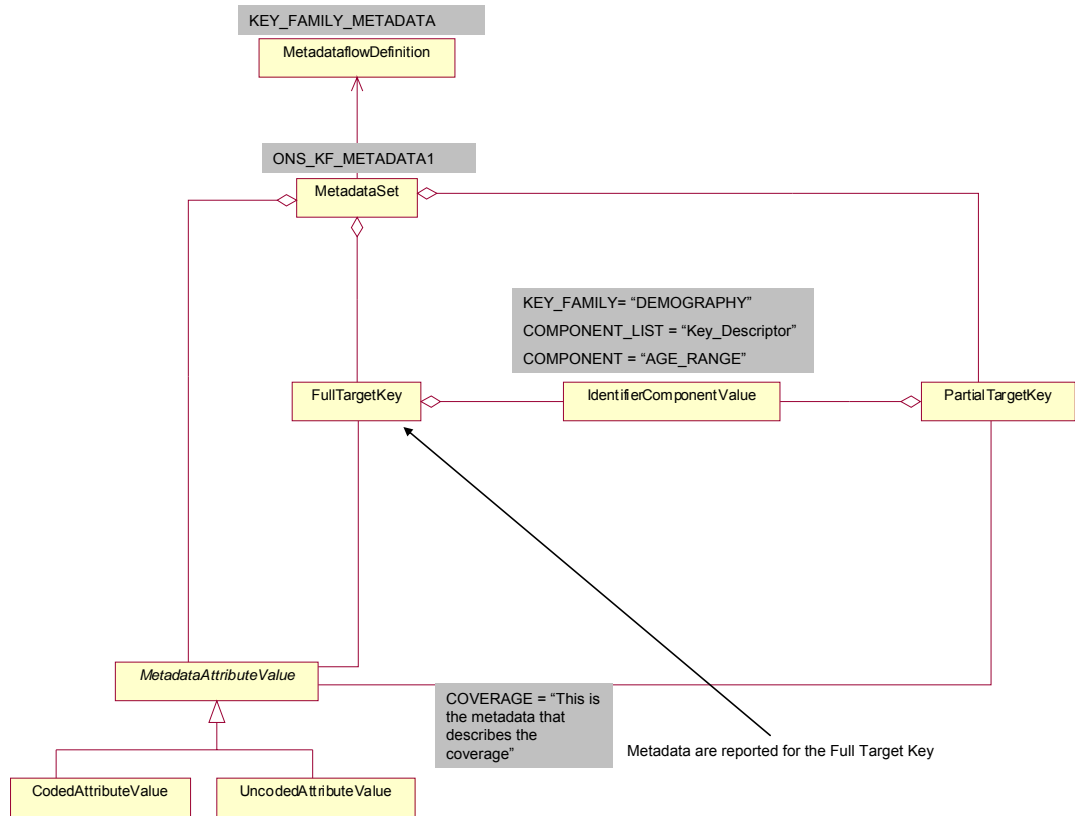 KEY_FAMILY_METADATA
MetadataflowDefinition
ONS_KF_METADATA1
MetadataSet
KEY_FAMILY= “DEMOGRAPHY”
COMPONENT_LIST = “Key_Descriptor”
COMPONENT = “AGE_RANGE”
FullTargetKey
IdentifierComponentValue
PartialTargetKey
MetadataAttributeValue
COVERAGE = “This is
the metadata that
describes the
coverage”
Metadata are reported for the Full Target Key
CodedAttributeValue
UncodedAttributeValue